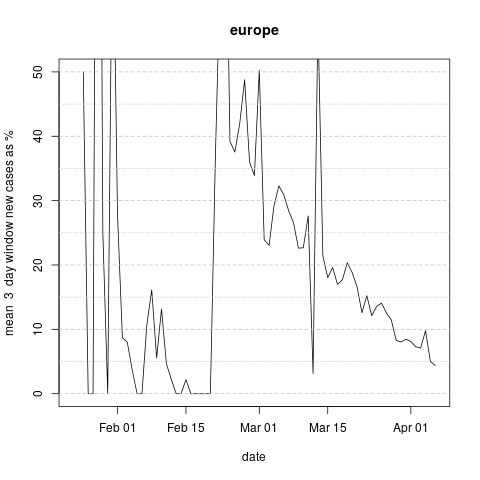 europe
mean  3  day window new cases as %
50
40
30
20
10
0
Feb 01
Feb 15
Mar 01
Mar 15
Apr 01
date